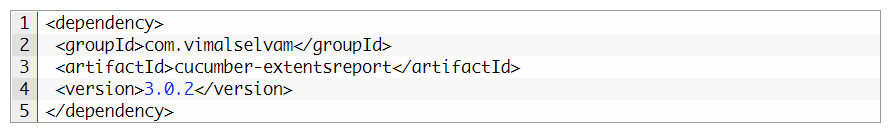 1 <dependency>
2 <groupId>com.vimalselvam</groupId>
3 <artifactId>cucumber-extentsreport</artifactId>
4 <version>3.0.2</version>
5 </dependency>